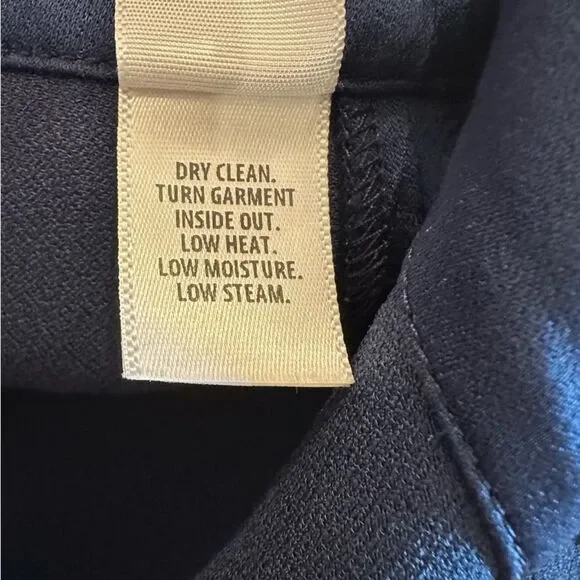 DRY CLEAN.
TURN GARMENT
INSIDE OUT.
LOW HEAT.
LOW MOISTURE.
LOW STEAM.